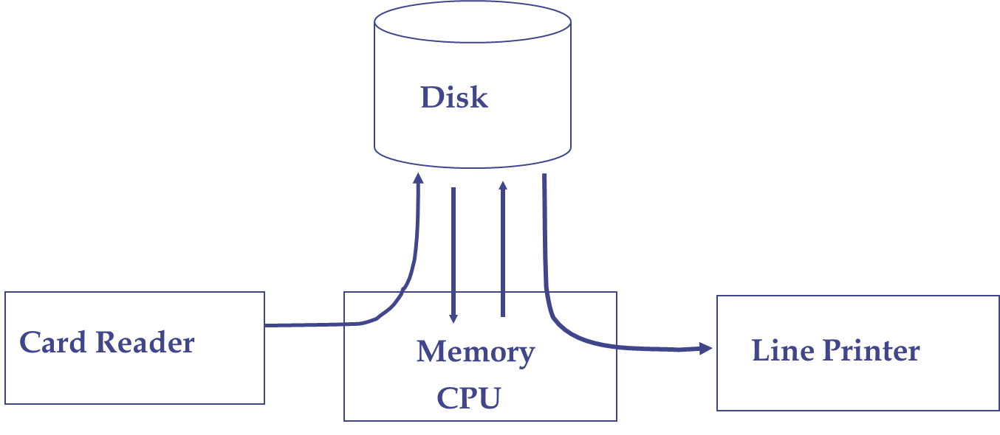 Disk
Card Reader
Memory
CPU
Line Printer